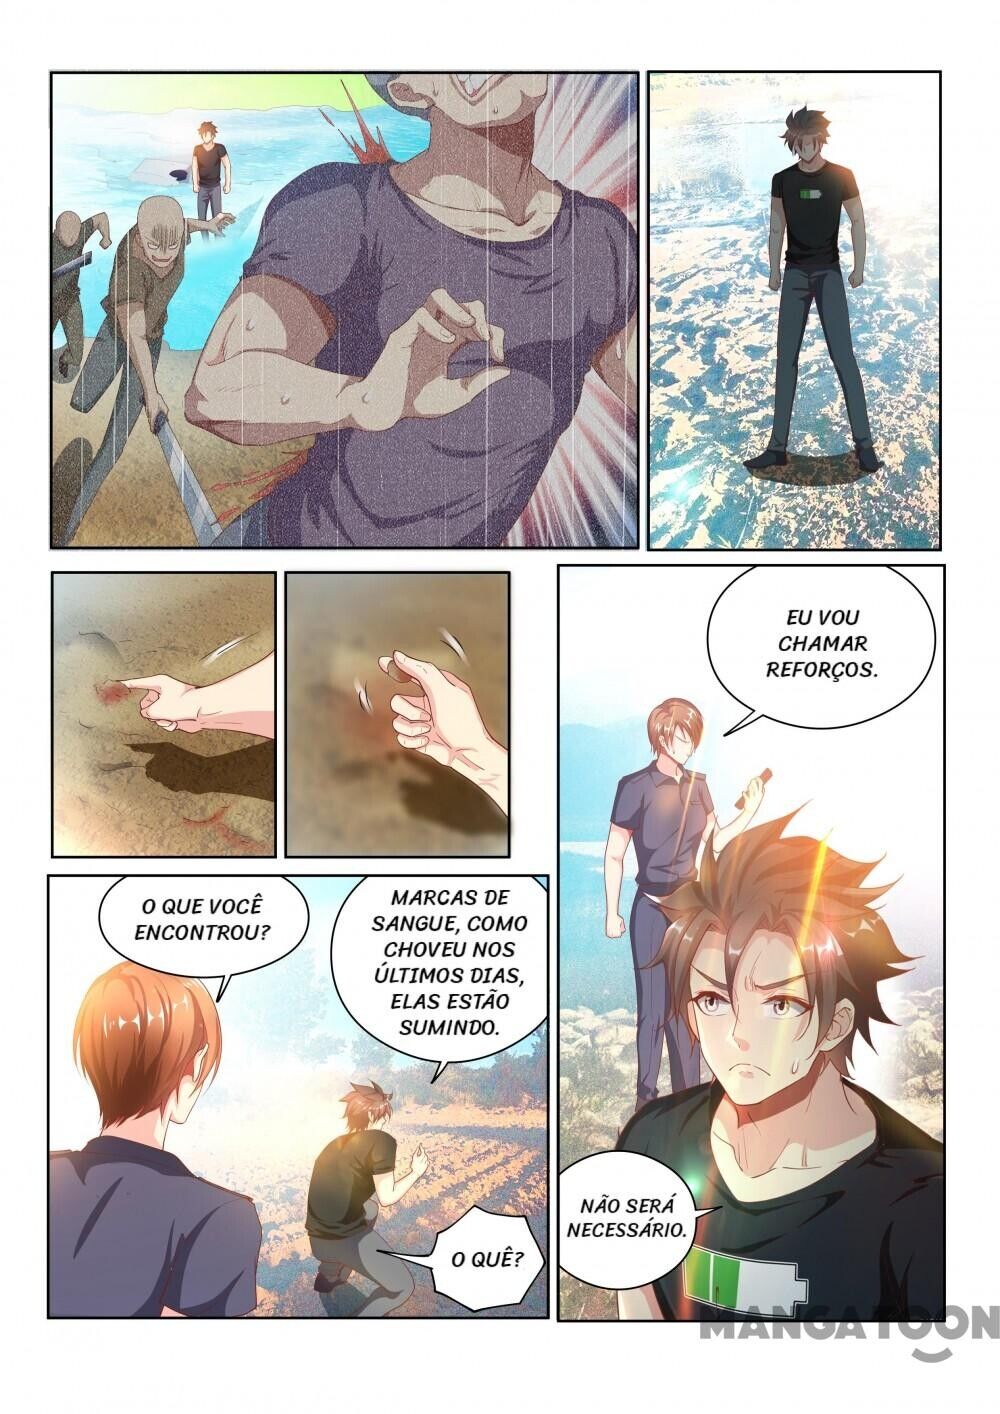 O QUE VOCÊ
ENCONTROU?
MARCAS DE
SANGUE, COMO
CHOVEU NOS
ÚLTIMOS DIAS,
ELAS ESTÃO
SUMINDO.
O QUÊ?
EU VOU
CHAMAR
REFORÇOS.
NÃO SERÁ
NECESSÁRIO.
MANGATOON